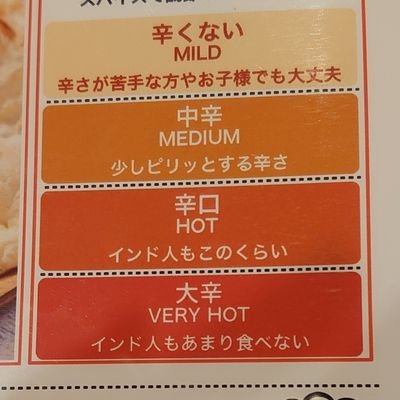 辛くない
MILD
辛さが苦手な方やお子様でも大丈夫
中辛
MEDIUM
少しピリッとする辛さ
辛口
HOT
インド人もこのくらい
大辛
VERY HOT
インド人もあまり食べない